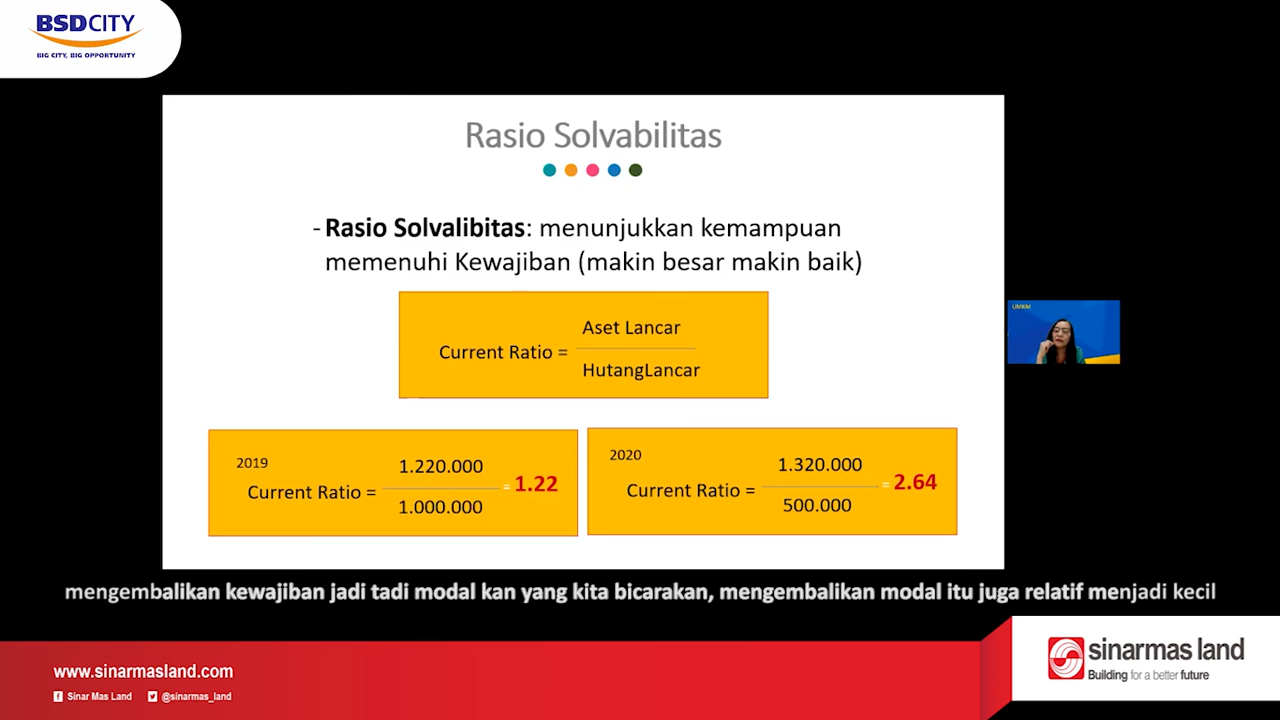 BSDCITY
BIG CITY, BIG OPPORTUNITY
Rasio Solvabilitas
- Rasio Solvalibitas: menunjukkan kemampuan
memenuhi Kewajiban (makin besar makin baik)
Aset Lancar
Current Ratio =
HutangLancar
2019
1.220.000
Current Ratio = = 1.22
1.000.000
2020
1.320.000
Current Ratio = = 2.64
500.000
UMKM
mengembalikan kewajiban jadi tadi modal kan yang kita bicarakan, mengembalikan modal itu juga relatif menjadi kecil
www.sinarmasland.com
Sinar Mas Land @sinarmas_land
sinarmas land
Building for a better future